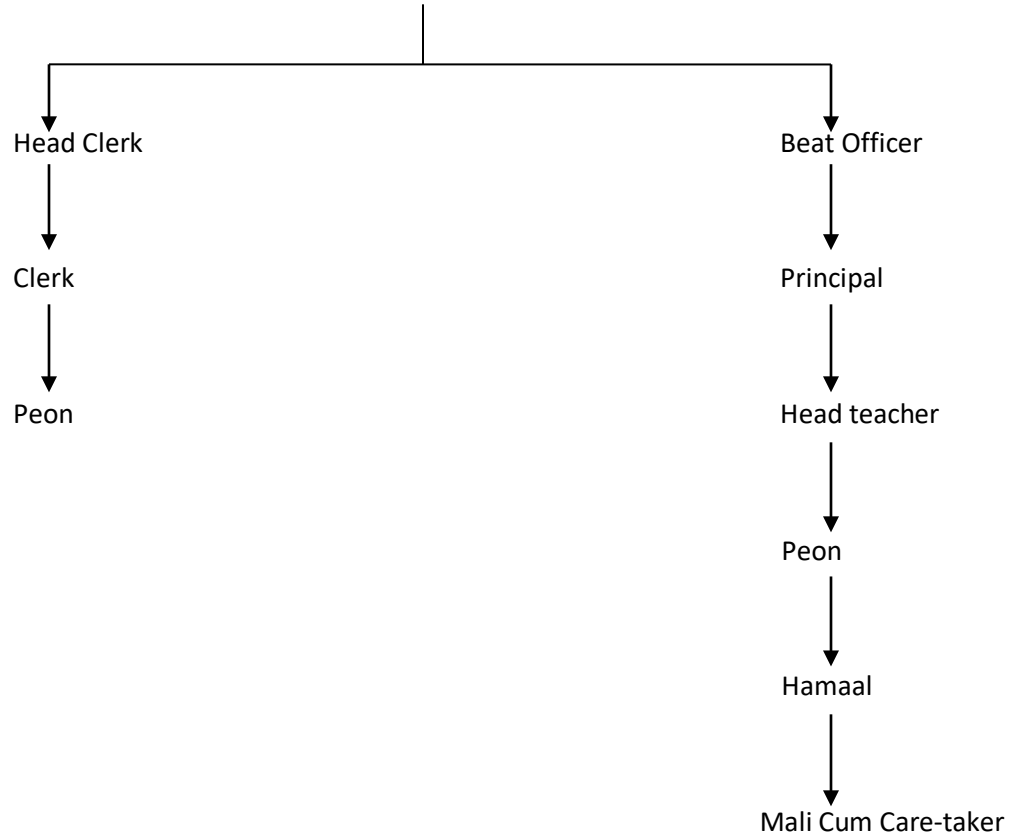 Head Clerk
Beat Officer
Clerk
Principal
Peon
Head teacher
Peon
Hamaal
Mali Cum Care-taker